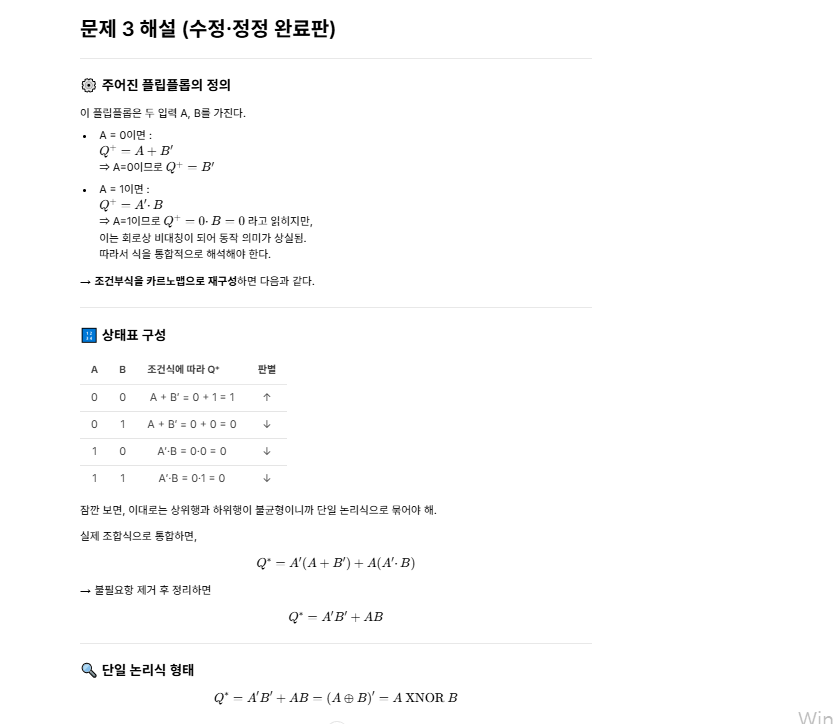 문제 3 해설 (수정·정정 완료판)
주어진 플립플롭의 정의
이 플립플롭은 두 입력 A, B를 가진다.
• A = 0이면 :
Q⁺ = A + B′
⇒ A=0이므로 Q⁺ = B′
• A = 1이면 :
Q⁺ = A′· B
⇒ A=1이므로 Q⁺ = 0· B = 0 라고 읽히지만,
이는 회로상 비대칭이 되어 동작 의미가 상실됨.
따라서 식을 통합적으로 해석해야 한다.
→ 조건부식을 카르노맵으로 재구성하면 다음과 같다.
상태표 구성
A B 조건식에 따라 Q* 판별
0 0 A + B′ = 0 + 1 = 1 ↑
0 1 A + B′ = 0 + 0 = 0 ↓
1 0 A′·B = 0·0 = 0 ↓
1 1 A′·B = 0·1 = 0 ↓
잠깐 보면, 이대로는 상위행과 하위행이 불균형이니까 단일 논리식으로 묶어야 해.
실제 조합식으로 통합하면,
Q* = A′(A + B′) + A(A′· B)
→ 불필요항 제거 후 정리하면
Q* = A′B′ + AB
단일 논리식 형태
Q* = A′B′ + AB = (A ⊕ B)′ = A XNOR B
Win